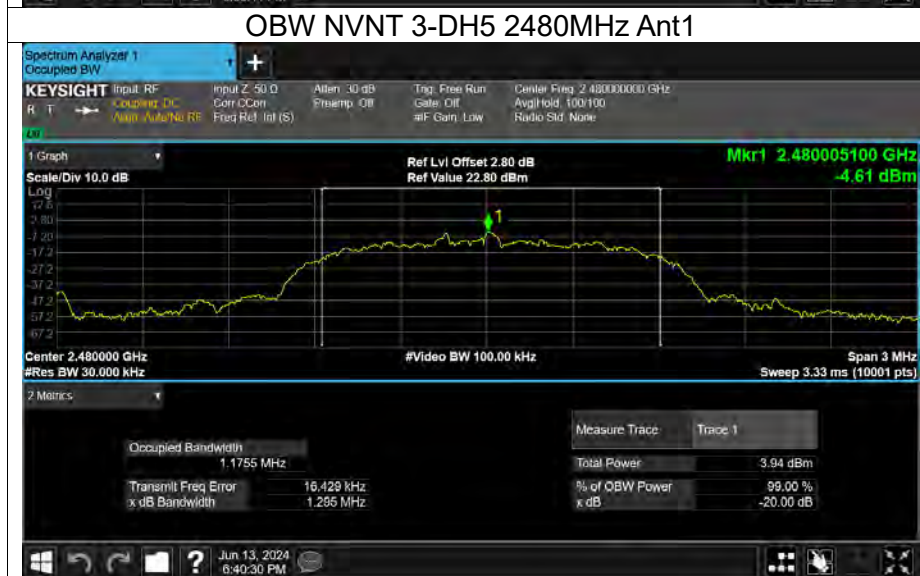 OBW NVNT 3-DH5 2480MHz Ant1
Spectrum Analyzer 1
Occupied BW
+
KEYSIGHT Input: RF Input Z: 50 Ω Atten: 30 dB Trig: Free Run Center Freq: 2.480000000 GHz
R T Coupling: DC Corr CCorr Preamp: Off Gate: Off Avg|Hold: 100/100
Align: Auto/No RF Freq Ref: Int (S) #IF Gain: Low Radio Std: None
1 Graph
Ref Lvl Offset 2.80 dB
Mkr1 2.480005100 GHz
Scale/Div 10.0 dB
Ref Value 22.80 dBm
-4.61 dBm
Log
2.80
-7.20
-17.2
-27.2
-37.2
-47.2
-57.2
-67.2
1
Center 2.480000 GHz
#Video BW 100.00 kHz
Span 3 MHz
#Res BW 30.000 kHz
Sweep 3.33 ms (10001 pts)
2 Metrics
Measure Trace Trace 1
Occupied Bandwidth
1.1755 MHz
Total Power 3.94 dBm
Transmit Freq Error 16.429 kHz
% of OBW Power 99.00 %
x dB Bandwidth 1.295 MHz
x dB -20.00 dB
?
Jun 13, 2024
6:40:30 PM